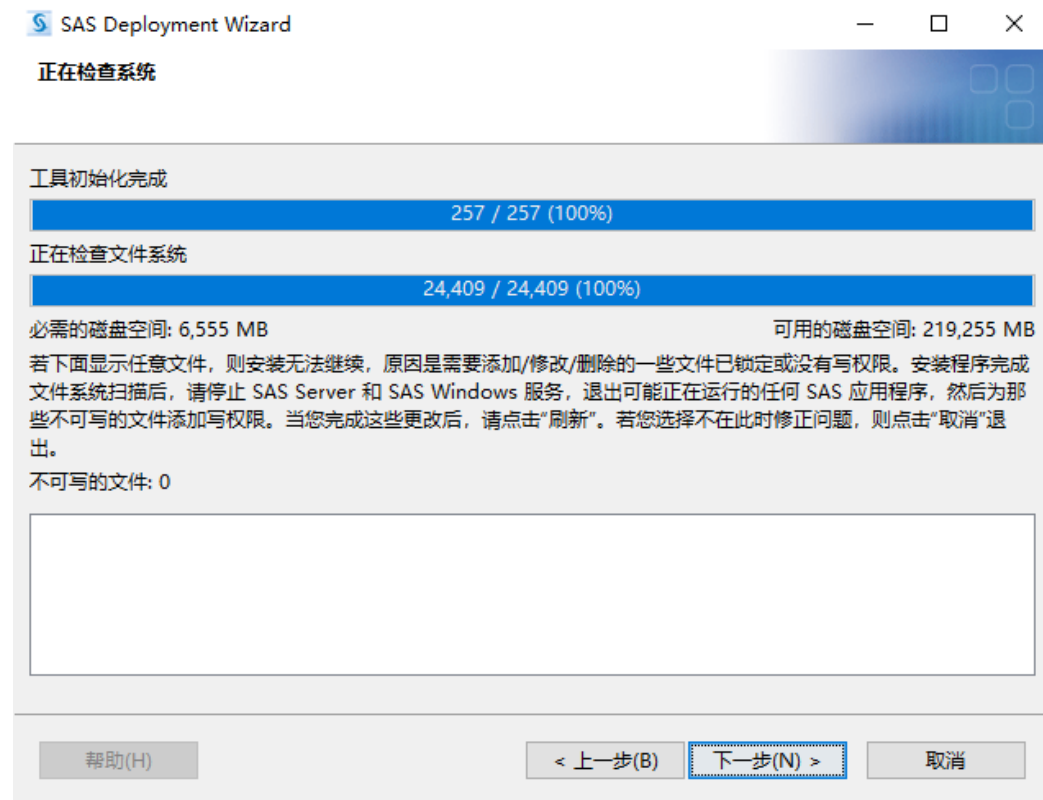 SAS Deployment Wizard
正在检查系统
工具初始化完成
257 / 257 (100%)
正在检查文件系统
24,409 / 24,409 (100%)
必需的磁盘空间: 6,555 MB 可用的磁盘空间: 219,255 MB
若下面显示任意文件，则安装无法继续，原因是需要添加/修改/删除的一些文件已锁定或没有写权限。安装程序完成
文件系统扫描后，请停止 SAS Server 和 SAS Windows 服务，退出可能正在运行的任何 SAS 应用程序，然后为那
些不可写的文件添加写权限。当您完成这些更改后，请点击“刷新”。若您选择不在此时修正问题，则点击“取消”退
出。
不可写的文件: 0
帮助(H) < 上一步(B) 下一步(N) > 取消